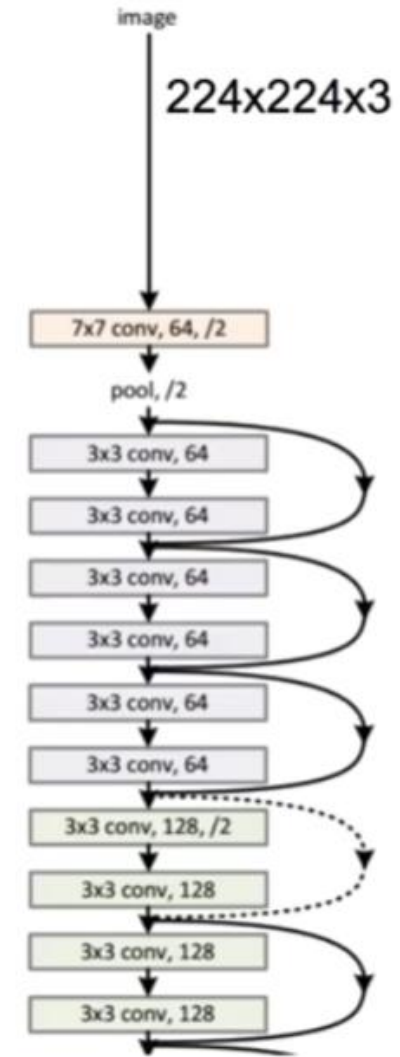 image
224x224x3
7x7 conv, 64, /2
pool, /2
3x3 conv, 64
3x3 conv, 64
3x3 conv, 64
3x3 conv, 64
3x3 conv, 64
3x3 conv, 64
3x3 conv, 128, /2
3x3 conv, 128
3x3 conv, 128
3x3 conv, 128